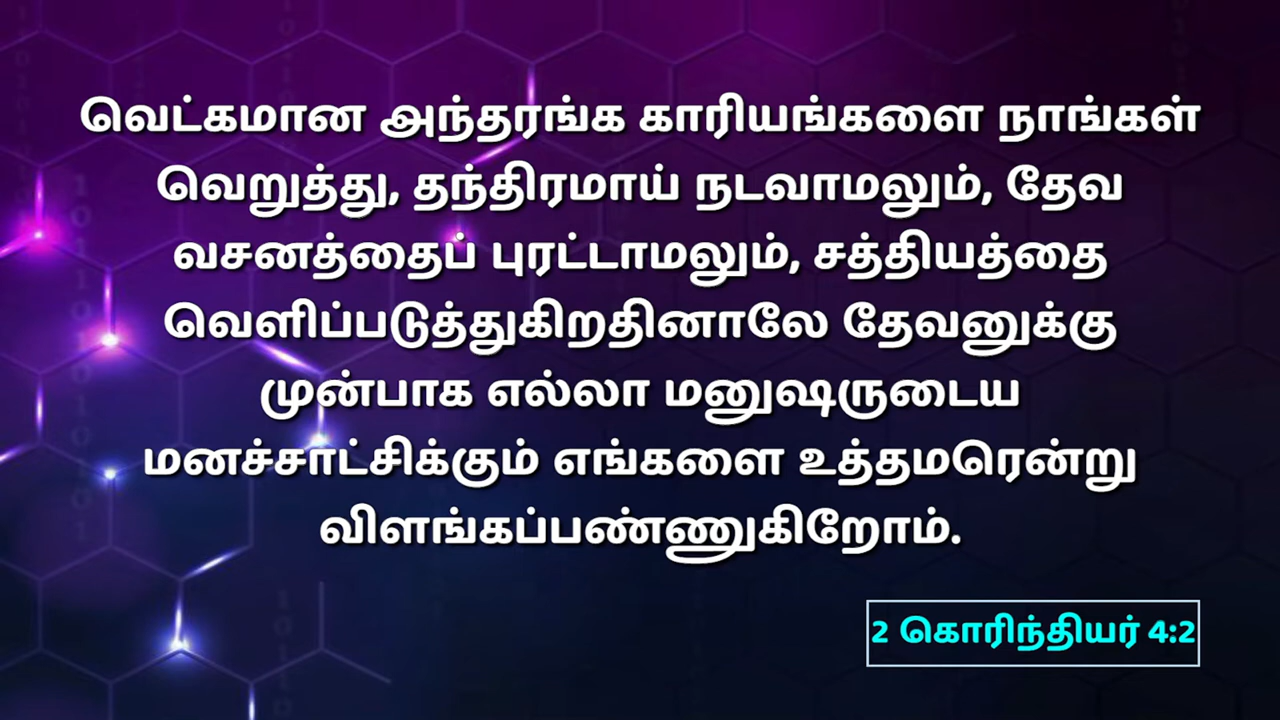 வெட்கமான அந்தரங்க காரியங்களை நாங்கள்
வெறுத்து, தந்திரமாய் நடவாமலும், தேவ
வசனத்தைப் புரட்டாமலும், சத்தியத்தை
வெளிப்படுத்துகிறதினாலே தேவனுக்கு
முன்பாக எல்லா மனுஷருடைய
மனச்சாட்சிக்கும் எங்களை உத்தமரென்று
விளங்கப்பண்ணுகிறோம்.
2 கொரிந்தியர் 4:2